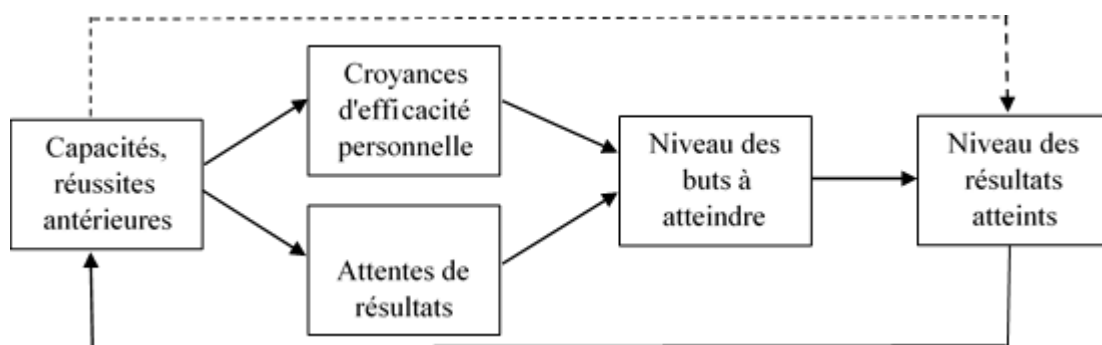 Capacités,
réussites
antérieures
Croyances
d'efficacité
personnelle
Attentes de
résultats
Niveau des
buts à
atteindre
Niveau des
résultats
atteints